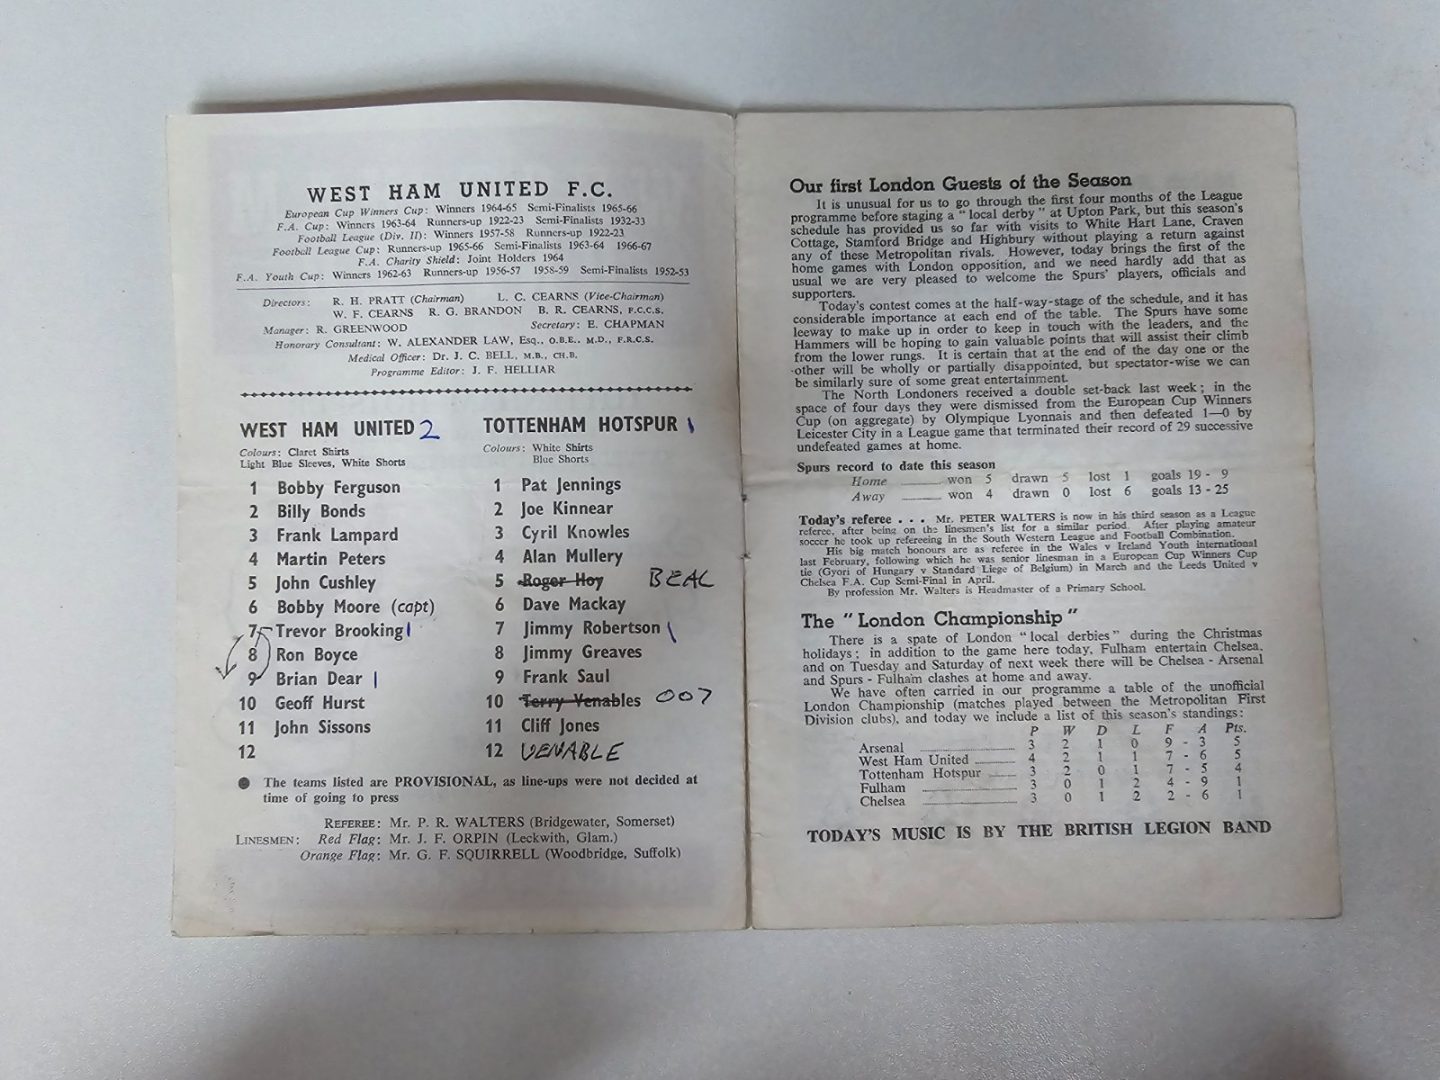 WEST HAM UNITED F.C.
European Cup Winners Cup: Winners 1964-65 Semi-Finalists 1965-66
F.A. Cup: Winners 1963-64 Runners-up 1922-23 Semi-Finalists 1932-33
Football League (Div. II): Winners 1957-58 Runners-up 1922-23
Football League Cup: Runners-up 1965-66 Semi-Finalists 1963-64 1966-67
F.A. Charity Shield: Joint Holders 1964
F.A. Youth Cup: Winners 1962-63 Runners-up 1956-57 1958-59 Semi-Finalists 1952-53
Directors: R. H. PRATT (Chairman) L. C. CEARNS (Vice-Chairman)
W. F. CEARNS R. G. BRANDON B. R. CEARNS, F.C.C.S.
Manager: R. GREENWOOD Secretary: E. CHAPMAN
Honorary Consultant: W. ALEXANDER LAW, Esq., O.B.E., M.D., F.R.C.S.
Medical Officer: Dr. J. C. BELL, M.B., CH.B.
Programme Editor: J. F. HELLIAR
WEST HAM UNITED 2
Colours: Claret Shirts
Light Blue Sleeves, White Shorts
1 Bobby Ferguson
2 Billy Bonds
3 Frank Lampard
4 Martin Peters
5 John Cushley
6 Bobby Moore (capt)
7 Trevor Brooking 1
8 Ron Boyce
9 Brian Dear 1
10 Geoff Hurst
11 John Sissons
12
TOTTENHAM HOTSPUR 1
Colours: White Shirts
Blue Shorts
1 Pat Jennings
2 Joe Kinnear
3 Cyril Knowles
4 Alan Mullery
5 Roger Hoy BEAL
6 Dave Mackay
7 Jimmy Robertson 1
8 Jimmy Greaves
9 Frank Saul
10 Terry Venables 007
11 Cliff Jones
12 VENABLE
● The teams listed are PROVISIONAL, as line-ups were not decided at
time of going to press
REFEREE: Mr. P. R. WALTERS (Bridgewater, Somerset)
LINESMEN: Red Flag: Mr. J. F. ORPIN (Leckwith, Glam.)
Orange Flag: Mr. G. F. SQUIRRELL (Woodbridge, Suffolk)
Our first London Guests of the Season
It is unusual for us to go through the first four months of the League
programme before staging a "local derby" at Upton Park, but this season's
schedule has provided us so far with visits to White Hart Lane, Craven
Cottage, Stamford Bridge and Highbury without playing a return against
any of these Metropolitan rivals. However, today brings the first of the
home games with London opposition, and we need hardly add that as
usual we are very pleased to welcome the Spurs' players, officials and
supporters.
Today's contest comes at the half-way-stage of the schedule, and it has
considerable importance at each end of the table. The Spurs have some
leeway to make up in order to keep in touch with the leaders, and the
Hammers will be hoping to gain valuable points that will assist their climb
from the lower rungs. It is certain that at the end of the day one or the
other will be wholly or partially disappointed, but spectator-wise we can
be similarly sure of some great entertainment.
The North Londoners received a double set-back last week; in the
space of four days they were dismissed from the European Cup Winners
Cup (on aggregate) by Olympique Lyonnais and then defeated 1—0 by
Leicester City in a League game that terminated their record of 29 successive
undefeated games at home.
Spurs record to date this season
Home won 5 drawn 5 lost 1 goals 19 - 9
Away won 4 drawn 0 lost 6 goals 13 - 25
Today's referee . . . Mr. PETER WALTERS is now in his third season as a League
referee, after being on the linesmen's list for a similar period. After playing amateur
soccer he took up refereeing in the South Western League and Football Combination.
His big match honours are as referee in the Wales v Ireland Youth international
last February, following which he was senior linesman in a European Cup Winners Cup
tie (Gyori of Hungary v Standard Liege of Belgium) in March and the Leeds United v
Chelsea F.A. Cup Semi-Final in April.
By profession Mr. Walters is Headmaster of a Primary School.
The "London Championship"
There is a spate of London "local derbies" during the Christmas
holidays; in addition to the game here today, Fulham entertain Chelsea,
and on Tuesday and Saturday of next week there will be Chelsea - Arsenal
and Spurs - Fulham clashes at home and away.
We have often carried in our programme a table of the unofficial
London Championship (matches played between the Metropolitan First
Division clubs), and today we include a list of this season's standings:
P W D L F A Pts.
Arsenal 3 2 1 0 9 - 3 5
West Ham United 4 2 1 1 7 - 6 5
Tottenham Hotspur 3 2 0 1 7 - 5 4
Fulham 3 0 1 2 4 - 9 1
Chelsea 3 0 1 2 2 - 6 1
TODAY'S MUSIC IS BY THE BRITISH LEGION BAND